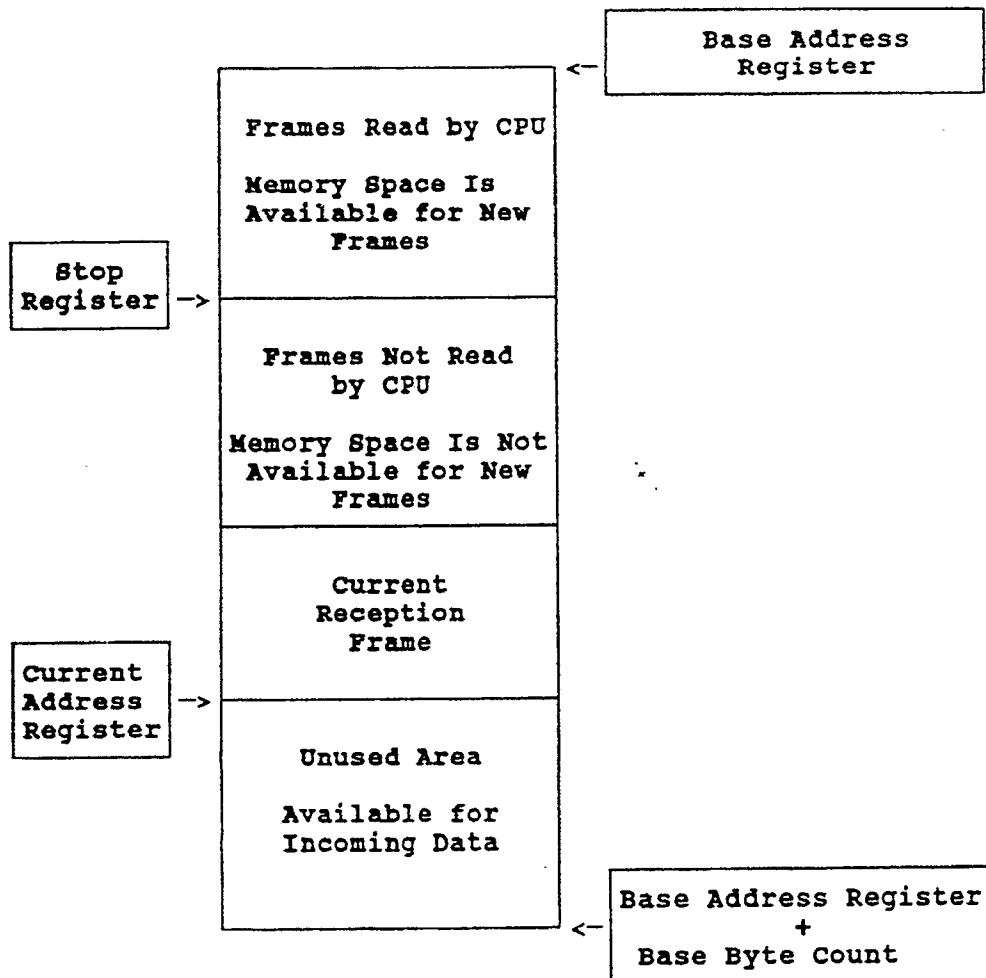 Base Address
Register
<-
Frames Read by CPU
Memory Space Is
Available for New
Frames
Stop
Register
->
Frames Not Read
by CPU
Memory Space Is Not
Available for New
Frames
Current
Reception
Frame
Current
Address
Register
->
Unused Area
Available for
Incoming Data
Base Address Register
+
Base Byte Count
<-